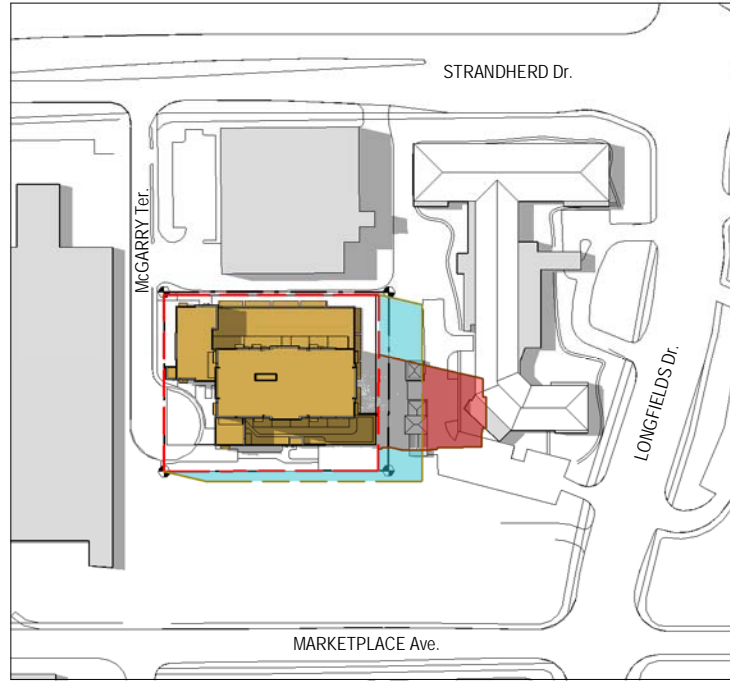 STRANDHERD Dr.
McGARRY Ter.
LONGFIELDS Dr.
MARKETPLACE Ave.